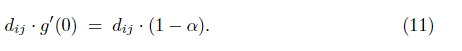 d_{ij} · g′(0) = d_{ij} · (1 − α). (11)